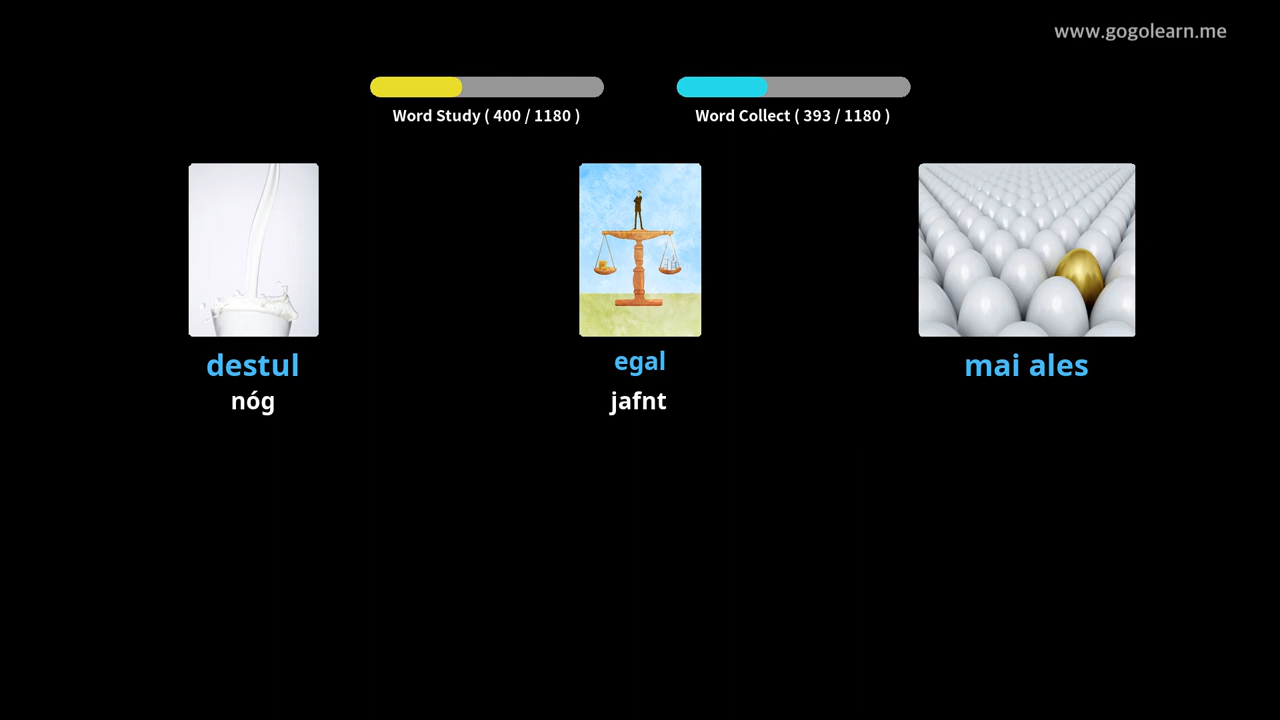 www.gogolearn.me
Word Study ( 400 / 1180 )
Word Collect ( 393 / 1180 )
destul
nóg
egal
jafnt
mai ales